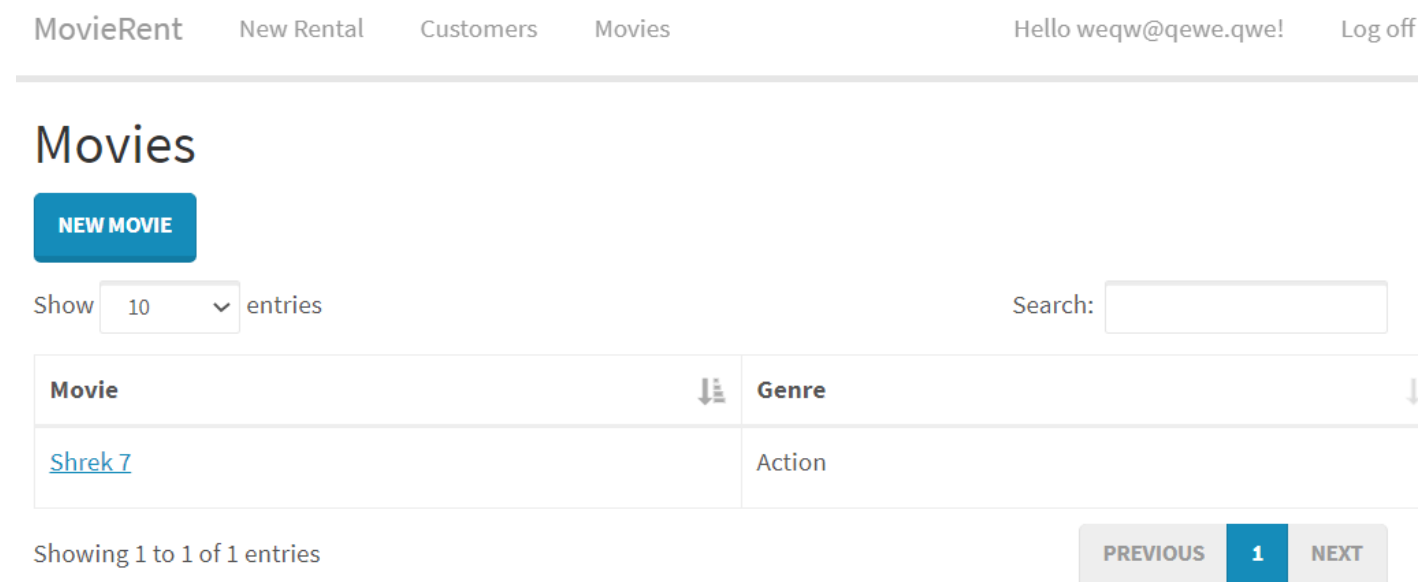 MovieRent New Rental Customers Movies Hello weqw@qewe.qwe! Log off
Movies
NEW MOVIE
Show 10 entries Search:
Movie Genre
Shrek 7 Action
Showing 1 to 1 of 1 entries PREVIOUS 1 NEXT